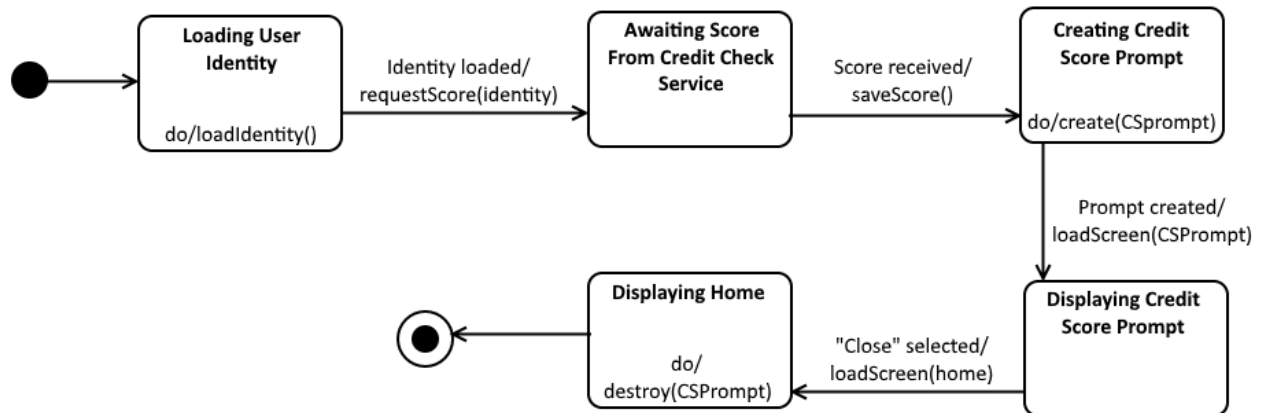 Loading User
Identity
do/loadIdentity()
Identity loaded/
requestScore(identity)
Awaiting Score
From Credit Check
Service
Score received/
saveScore()
Creating Credit
Score Prompt
do/create(CSprompt)
Prompt created/
loadScreen(CSPrompt)
Displaying Credit
Score Prompt
"Close" selected/
loadScreen(home)
Displaying Home
do/
destroy(CSPrompt)